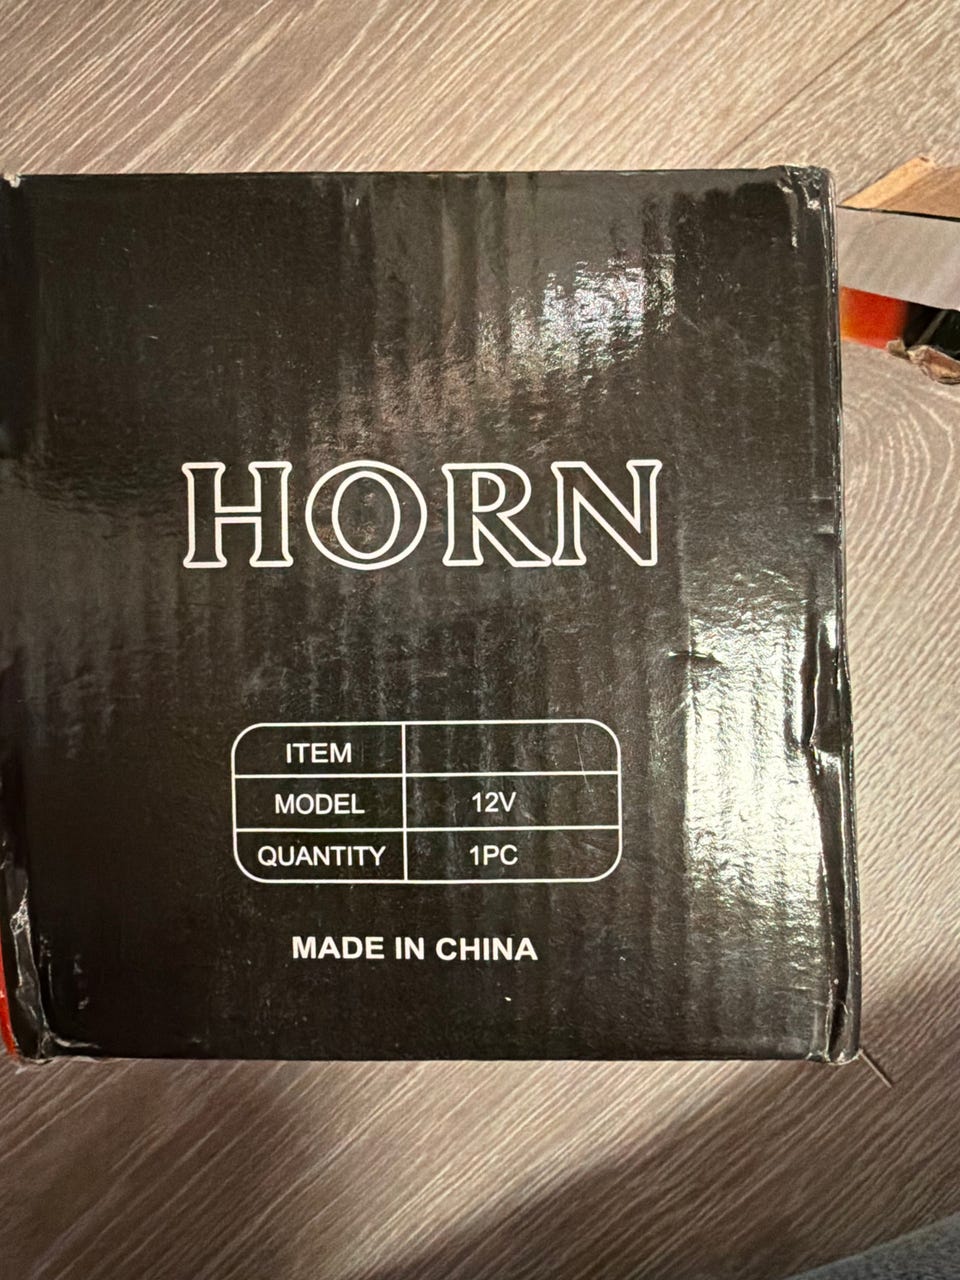 HORN
ITEM
MODEL 12V
QUANTITY 1PC
MADE IN CHINA